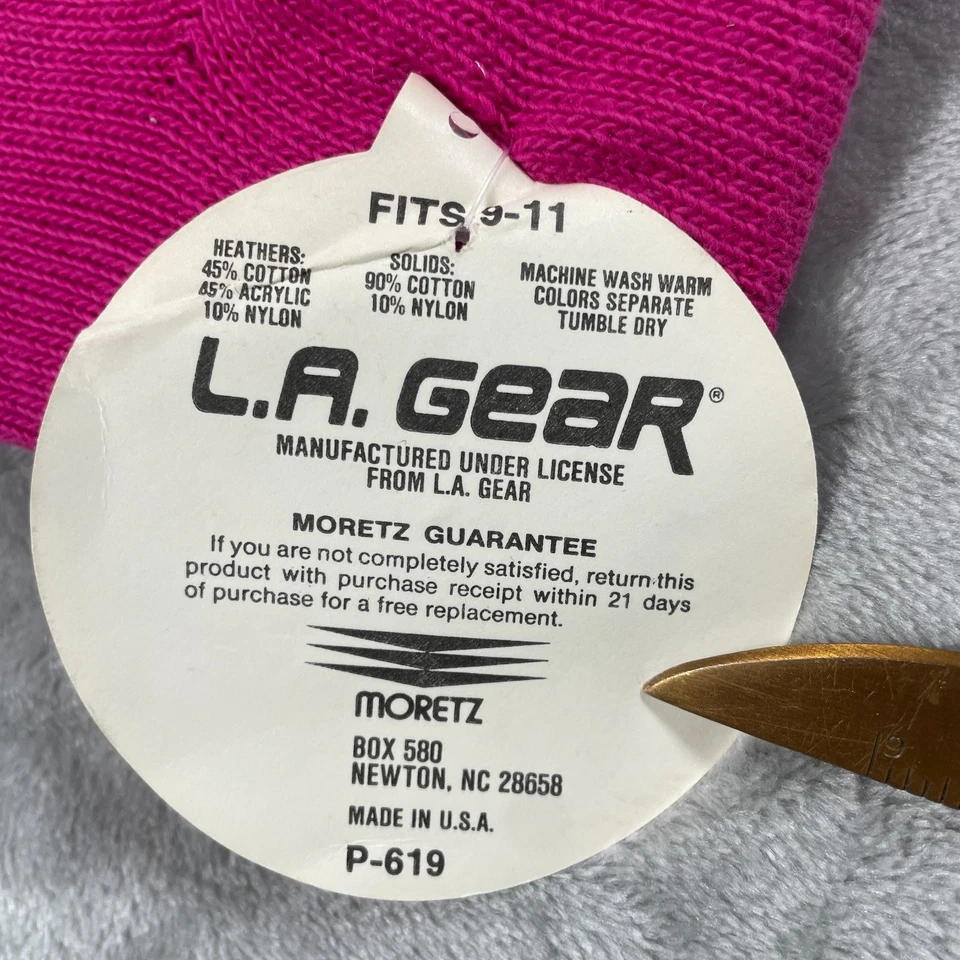 FITS 9-11
HEATHERS:
45% COTTON
45% ACRYLIC
10% NYLON
SOLIDS:
90% COTTON
10% NYLON
MACHINE WASH WARM
COLORS SEPARATE
TUMBLE DRY
L.A. GEAR®
MANUFACTURED UNDER LICENSE
FROM L.A. GEAR
MORETZ GUARANTEE
If you are not completely satisfied, return this
product with purchase receipt within 21 days
of purchase for a free replacement.
MORETZ
BOX 580
NEWTON, NC 28658
MADE IN U.S.A.
P-619
9